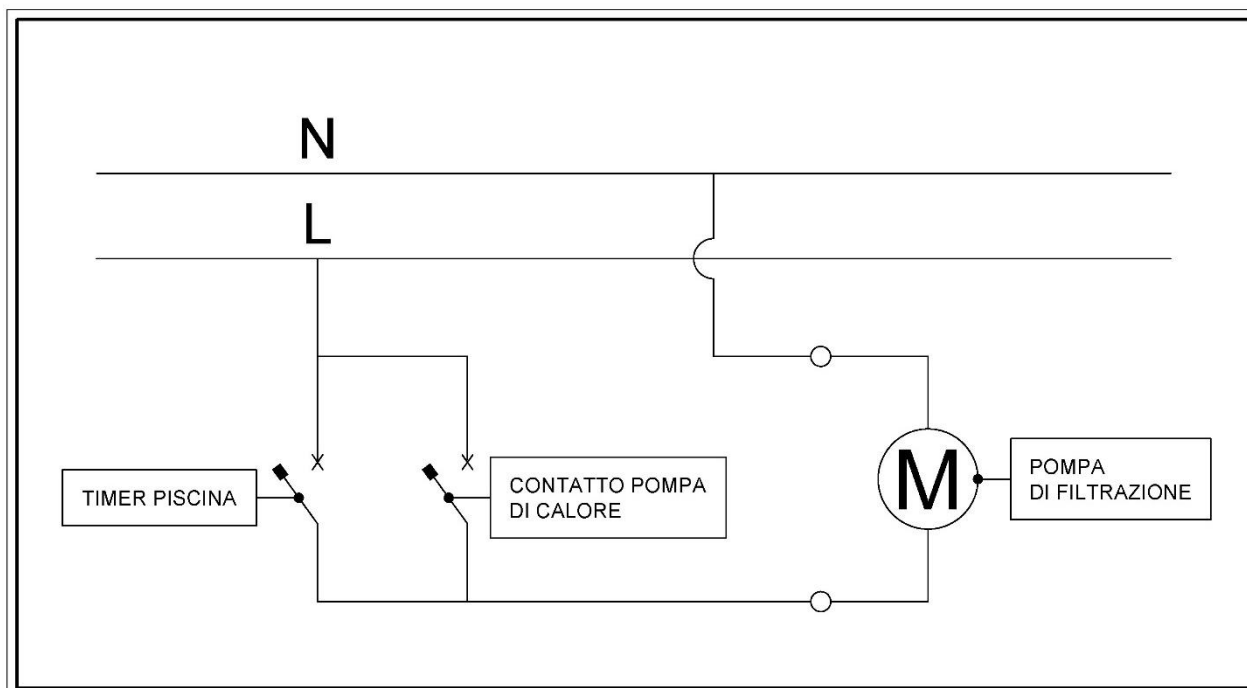 N
L
TIMER PISCINA
CONTATTO POMPA
DI CALORE
M
POMPA
DI FILTRAZIONE